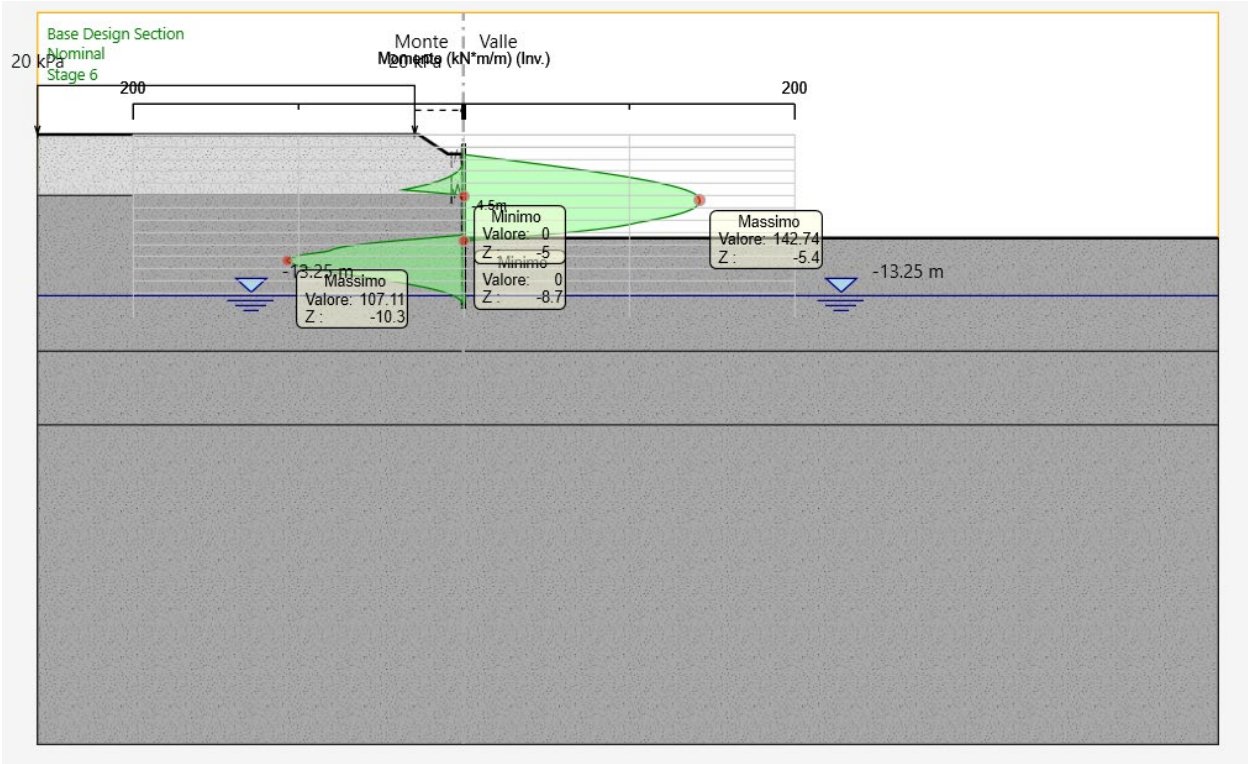 Base Design Section
Nominal
Stage 6
20 kPa
Monte
Valle
Momento (kN*m/m) (Inv.)
20 kPa
200
200
-4.5m
Minimo
Valore: 0
Z : -5
Massimo
Valore: 142.74
Z : -5.4
Minimo
Valore: 0
Z : -8.7
-13.25 m
Massimo
Valore: 107.11
Z : -10.3
-13.25 m